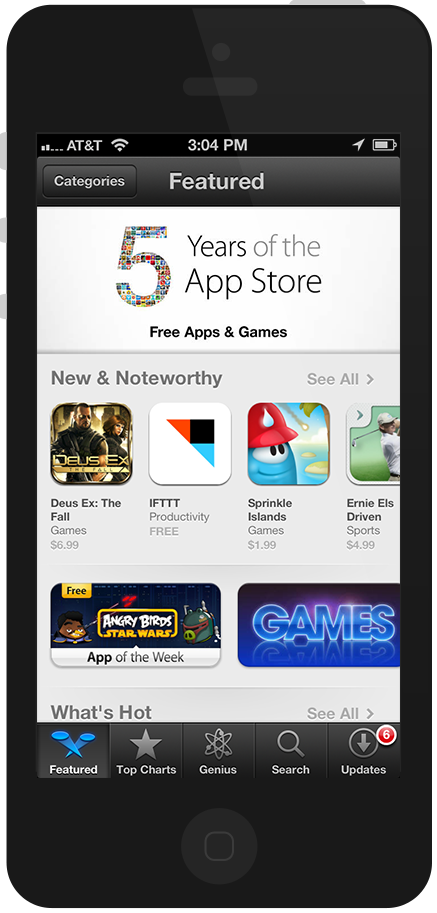 AT&T 3:04 PM
Categories Featured
5 Years of the
App Store
Free Apps & Games
New & Noteworthy See All >
DEUS EX
THE FALL
Deus Ex: The
Fall
Games
$6.99
IFTTT
Productivity
FREE
Sprinkle
Islands
Games
$1.99
Ernie Els
Driven
Sports
$4.99
Free
ANGRY BIRDS
STAR WARS
App of the Week
GAMES
What's Hot See All >
6
Featured Top Charts Genius Search Updates